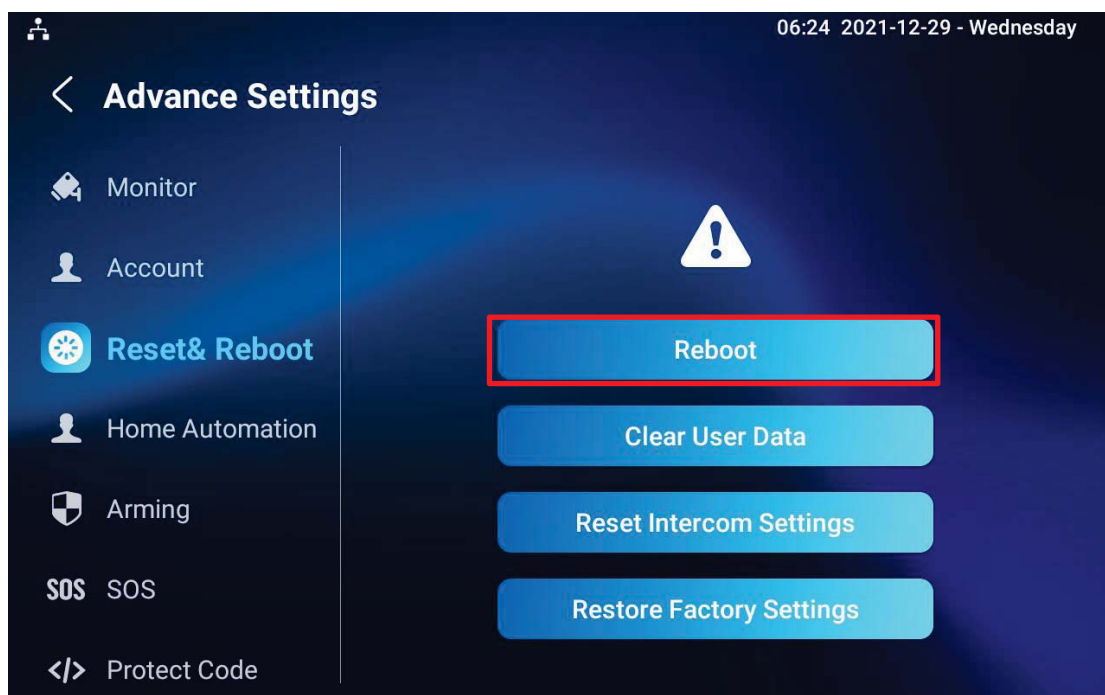 06:24 2021-12-29 - Wednesday
Advance Settings
Monitor
Account
Reset& Reboot
Home Automation
Arming
SOS SOS
</> Protect Code
Reboot
Clear User Data
Reset Intercom Settings
Restore Factory Settings